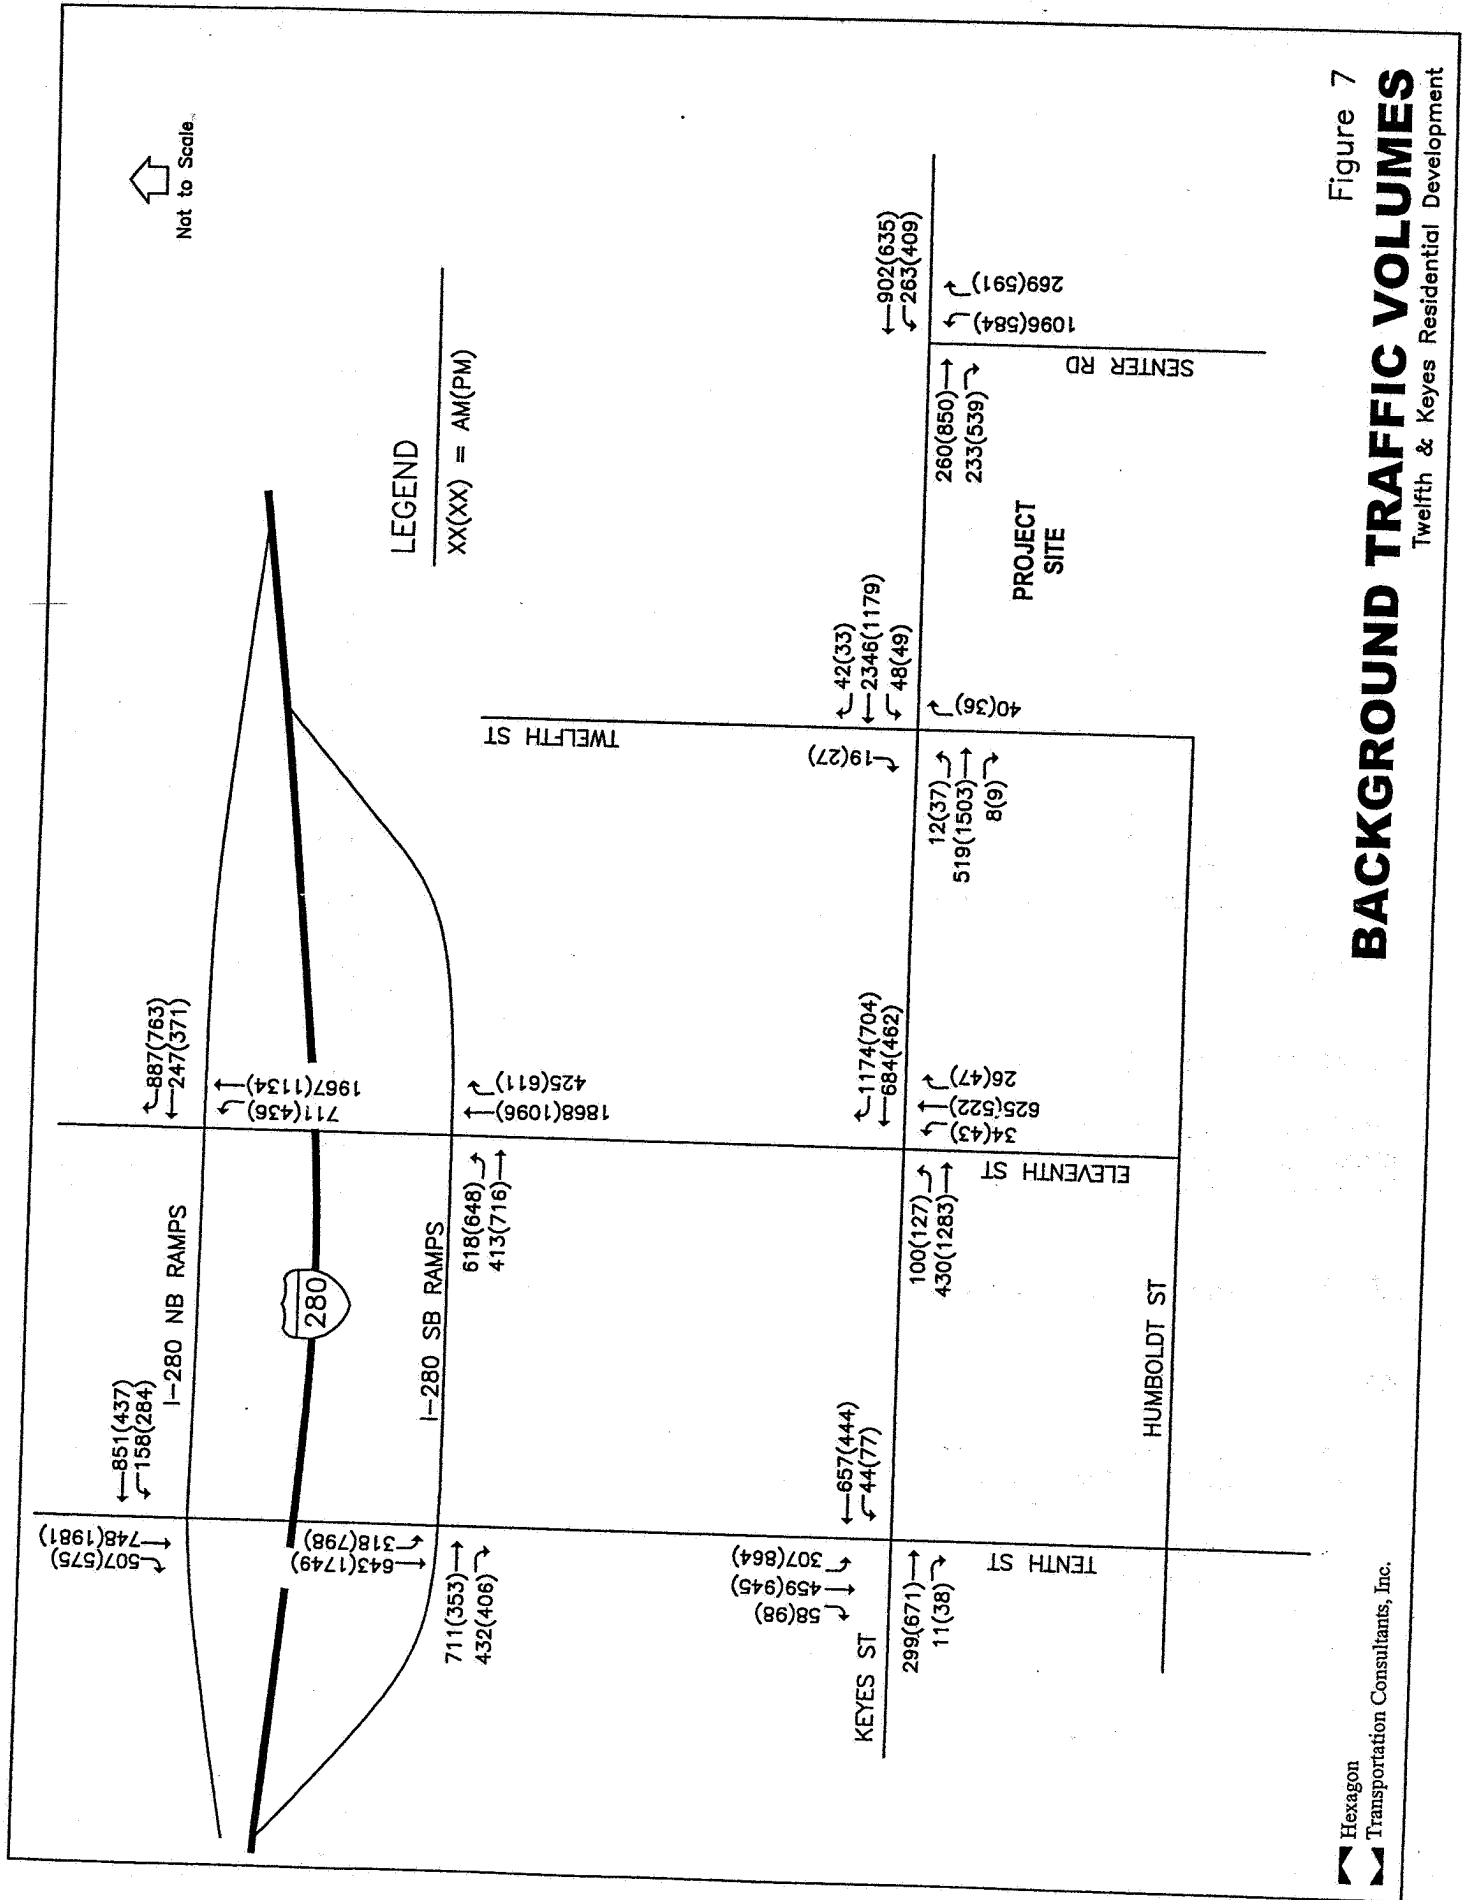 Not to Scale
LEGEND
XX(XX) = AM(PM)
I-280 NB RAMPS
I-280 SB RAMPS
280
851(437)
158(284)
887(763)
247(371)
507(575)
748(1981)
643(1749)
318(798)
711(436)
1967(1134)
711(353)
432(406)
618(648)
413(716)
1868(1096)
425(611)
TWELFTH ST
58(98)
459(945)
307(864)
657(444)
44(77)
1174(704)
684(462)
19(27)
42(33)
2346(1179)
48(49)
902(635)
263(409)
KEYES ST
299(671)
11(38)
TENTH ST
100(127)
430(1283)
34(43)
625(522)
26(47)
ELEVENTH ST
12(37)
519(1503)
8(9)
40(36)
260(850)
233(539)
1096(584)
269(591)
SENTER RD
PROJECT
SITE
HUMBOLDT ST
Hexagon
Transportation Consultants, Inc.
Figure 7
BACKGROUND TRAFFIC VOLUMES
Twelfth & Keyes Residential Development